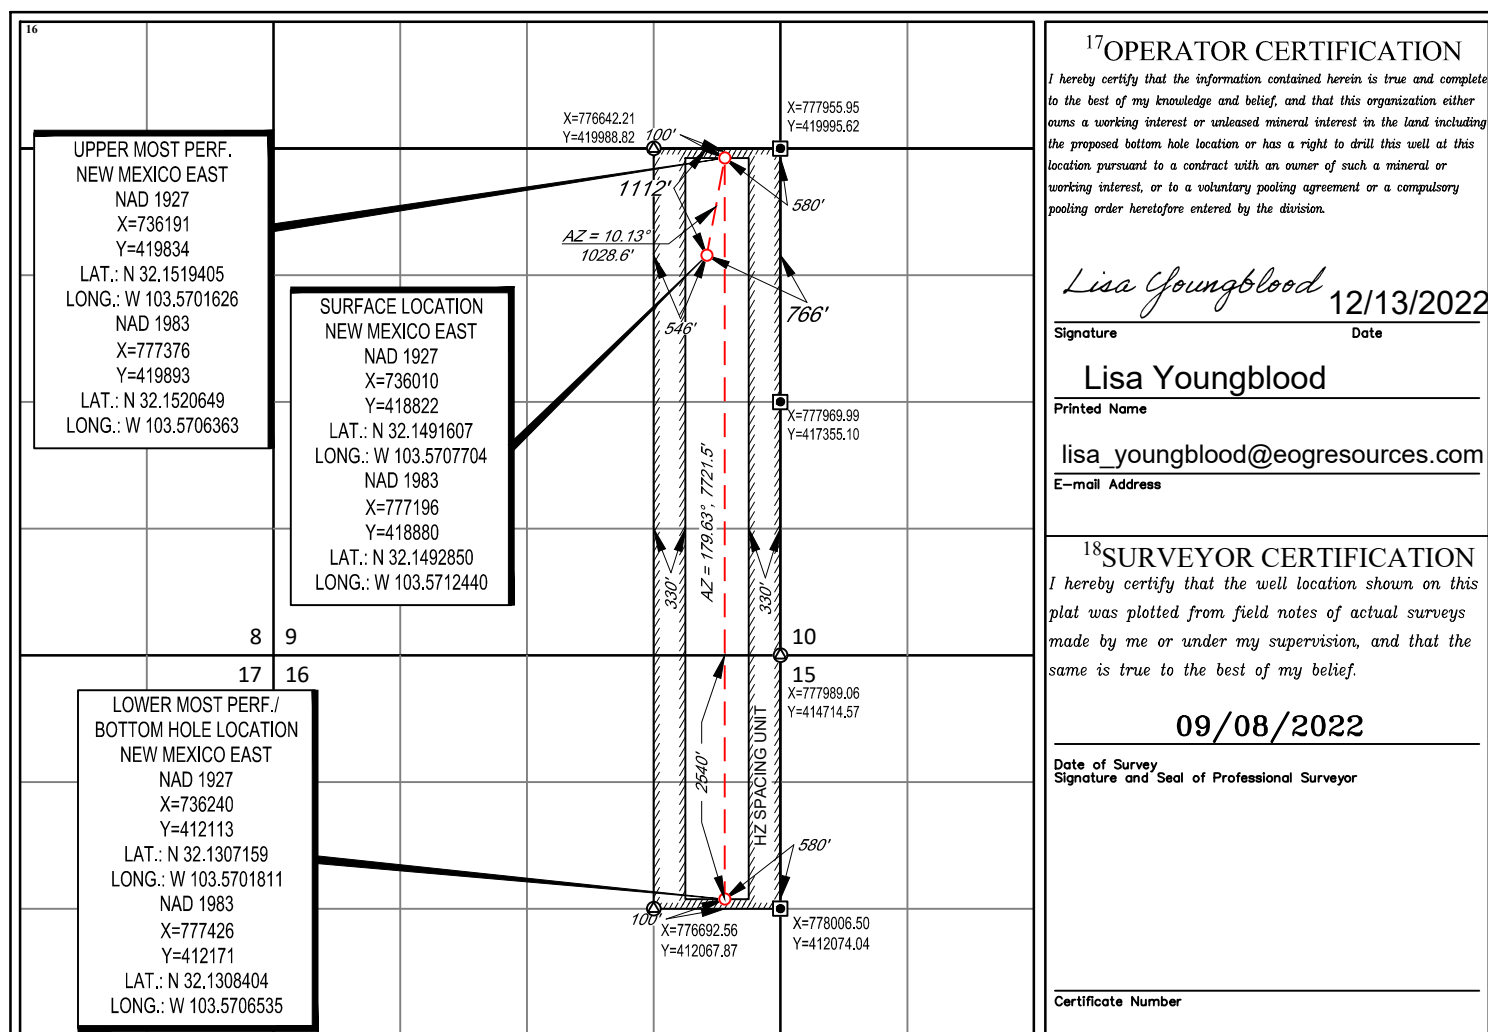 16
X=776642.21
Y=419988.82
100'
X=777955.95
Y=419995.62
UPPER MOST PERF.
NEW MEXICO EAST
NAD 1927
X=736191
Y=419834
LAT.: N 32.1519405
LONG.: W 103.5701626
NAD 1983
X=777376
Y=419893
LAT.: N 32.1520649
LONG.: W 103.5706363
1112'
580'
AZ = 10.13°
1028.6'
SURFACE LOCATION
NEW MEXICO EAST
NAD 1927
X=736010
Y=418822
LAT.: N 32.1491607
LONG.: W 103.5707704
NAD 1983
X=777196
Y=418880
LAT.: N 32.1492850
LONG.: W 103.5712440
546'
766'
X=777969.99
Y=417355.10
AZ = 179.63°, 7721.5'
330'
330'
8 9
10
17 16
15
X=777989.06
Y=414714.57
LOWER MOST PERF./
BOTTOM HOLE LOCATION
NEW MEXICO EAST
NAD 1927
X=736240
Y=412113
LAT.: N 32.1307159
LONG.: W 103.5701811
NAD 1983
X=777426
Y=412171
LAT.: N 32.1308404
LONG.: W 103.5706535
2540'
HZ SPACING UNIT
580'
100'
X=776692.56
Y=412067.87
X=778006.50
Y=412074.04
17OPERATOR CERTIFICATION
I hereby certify that the information contained herein is true and complete
to the best of my knowledge and belief, and that this organization either
owns a working interest or unleased mineral interest in the land including
the proposed bottom hole location or has a right to drill this well at this
location pursuant to a contract with an owner of such a mineral or
working interest, or to a voluntary pooling agreement or a compulsory
pooling order heretofore entered by the division.
Lisa Youngblood 12/13/2022
Signature Date
Lisa Youngblood
Printed Name
lisa_youngblood@eogresources.com
E-mail Address
18SURVEYOR CERTIFICATION
I hereby certify that the well location shown on this
plat was plotted from field notes of actual surveys
made by me or under my supervision, and that the
same is true to the best of my belief.
09/08/2022
Date of Survey
Signature and Seal of Professional Surveyor
Certificate Number